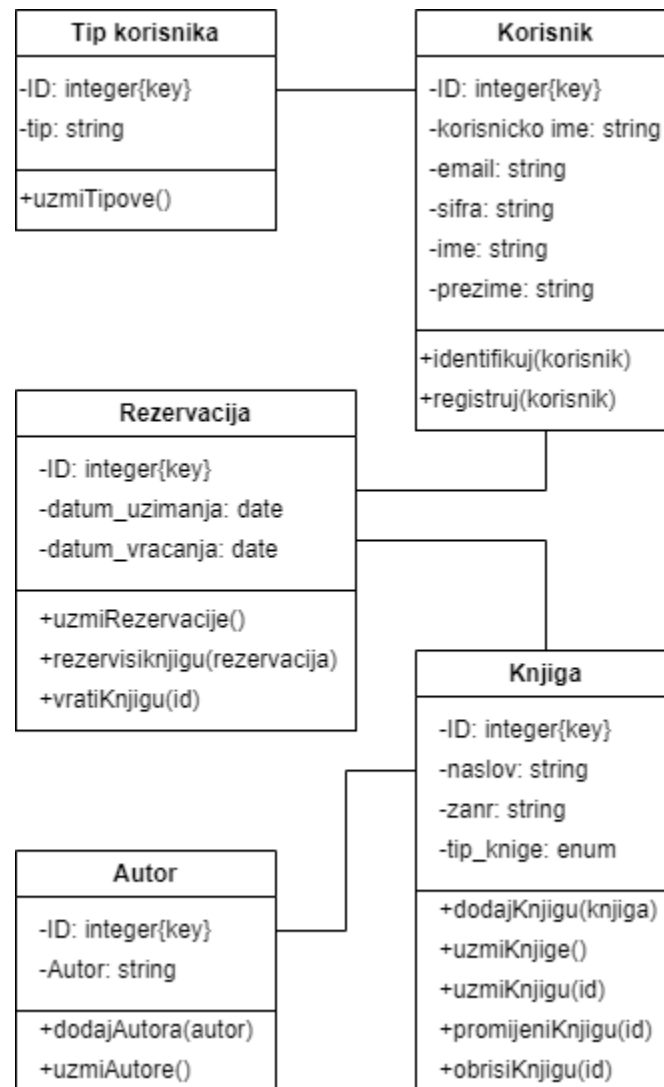 Tip korisnika
-ID: integer{key}
-tip: string
+uzmiTipove()
Korisnik
-ID: integer{key}
-korisnicko ime: string
-email: string
-sifra: string
-ime: string
-prezime: string
+identifikuj(korisnik)
+registruj(korisnik)
Rezervacija
-ID: integer{key}
-datum_uzimanja: date
-datum_vracanja: date
+uzmiRezervacije()
+rezervisiknjigu(rezervacija)
+vratiKnjigu(id)
Knjiga
-ID: integer{key}
-naslov: string
-zanr: string
-tip_knige: enum
+dodajKnjigu(knjiga)
+uzmiKnjige()
+uzmiKnjigu(id)
+promijeniKnjigu(id)
+obrisiKnjigu(id)
Autor
-ID: integer{key}
-Autor: string
+dodajAutora(autor)
+uzmiAutore()